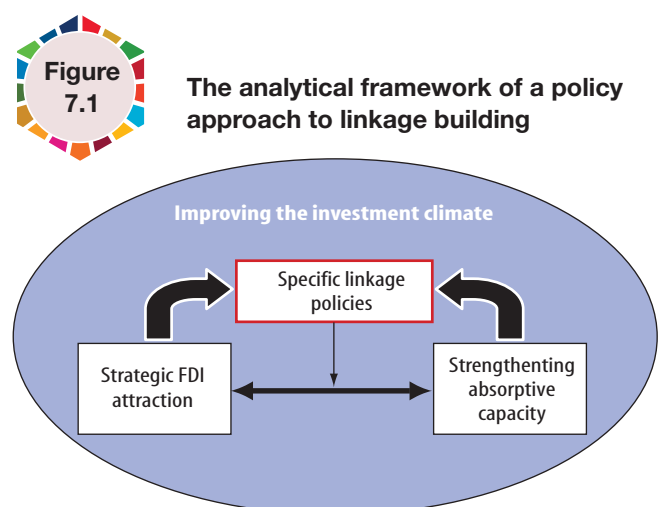 Figure
7.1
The analytical framework of a policy
approach to linkage building
Improving the investment climate
Specific linkage
policies
Strategic FDI
attraction
Strengthenting
absorptive
capacity